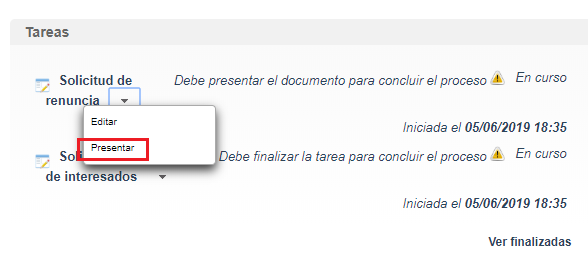 Tareas
Solicitud de Debe presentar el documento para concluir el proceso En curso
renuncia
Editar
Iniciada el 05/06/2019 18:35
Presentar
Debe finalizar la tarea para concluir el proceso En curso
de interesados
Iniciada el 05/06/2019 18:35
Ver finalizadas